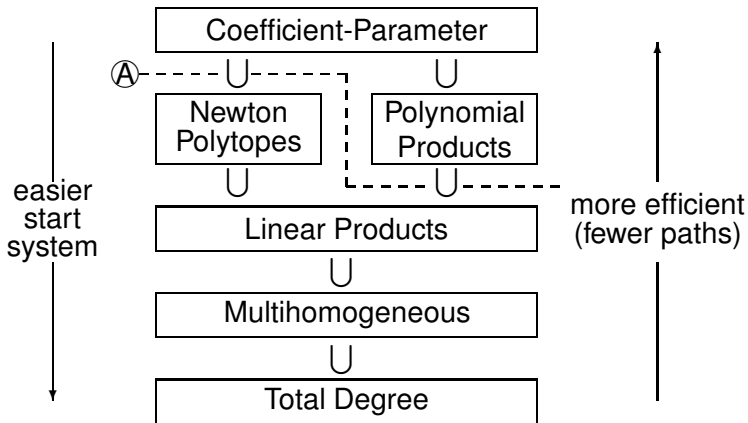 Coefficient-Parameter
A
Newton
Polytopes
Polynomial
Products
easier
start
system
more efficient
(fewer paths)
Linear Products
Multihomogeneous
Total Degree